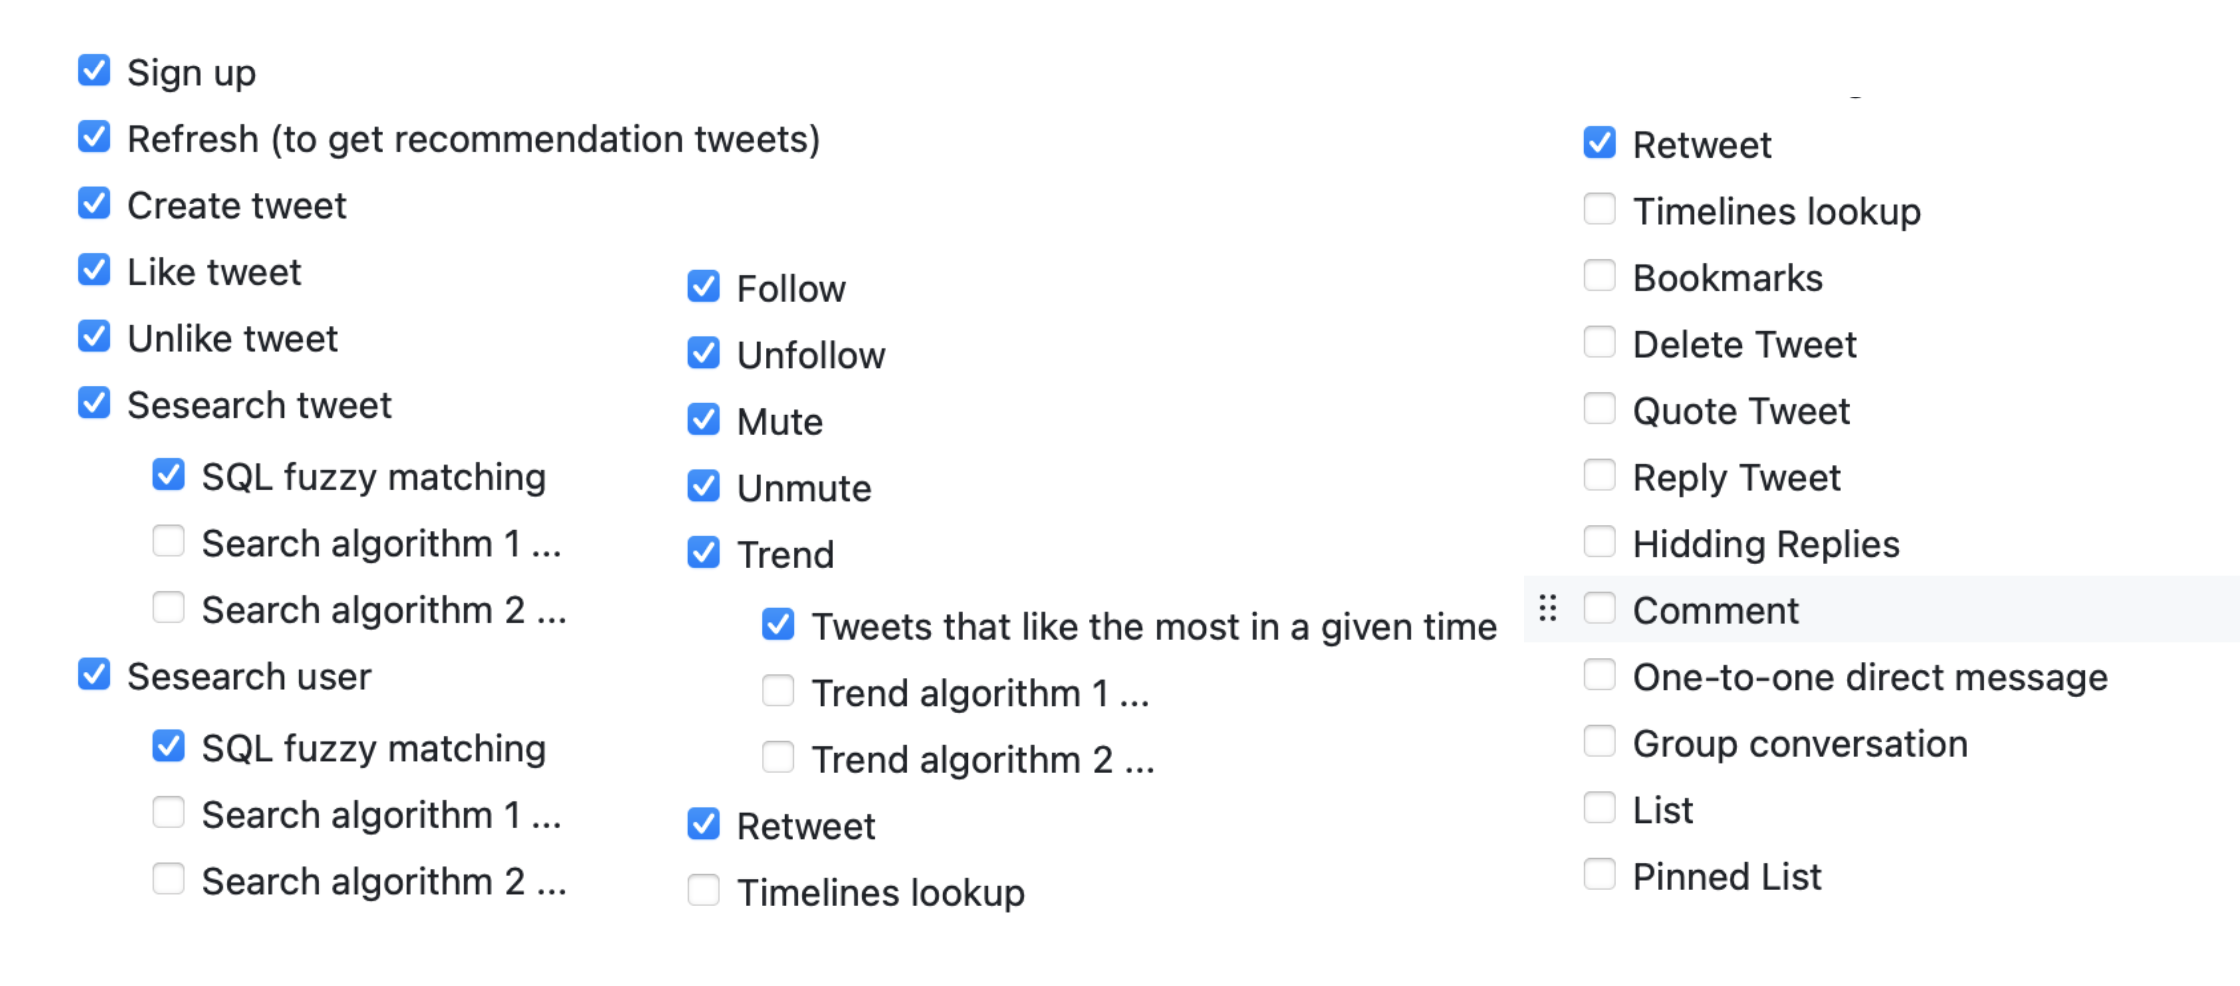 Sign up
Refresh (to get recommendation tweets)
Create tweet
Like tweet
Unlike tweet
Sesearch tweet
SQL fuzzy matching
Search algorithm 1 ...
Search algorithm 2 ...
Sesearch user
SQL fuzzy matching
Search algorithm 1 ...
Search algorithm 2 ...
Follow
Unfollow
Mute
Unmute
Trend
Tweets that like the most in a given time
Trend algorithm 1 ...
Trend algorithm 2 ...
Retweet
Timelines lookup
Retweet
Timelines lookup
Bookmarks
Delete Tweet
Quote Tweet
Reply Tweet
Hidding Replies
Comment
One-to-one direct message
Group conversation
List
Pinned List